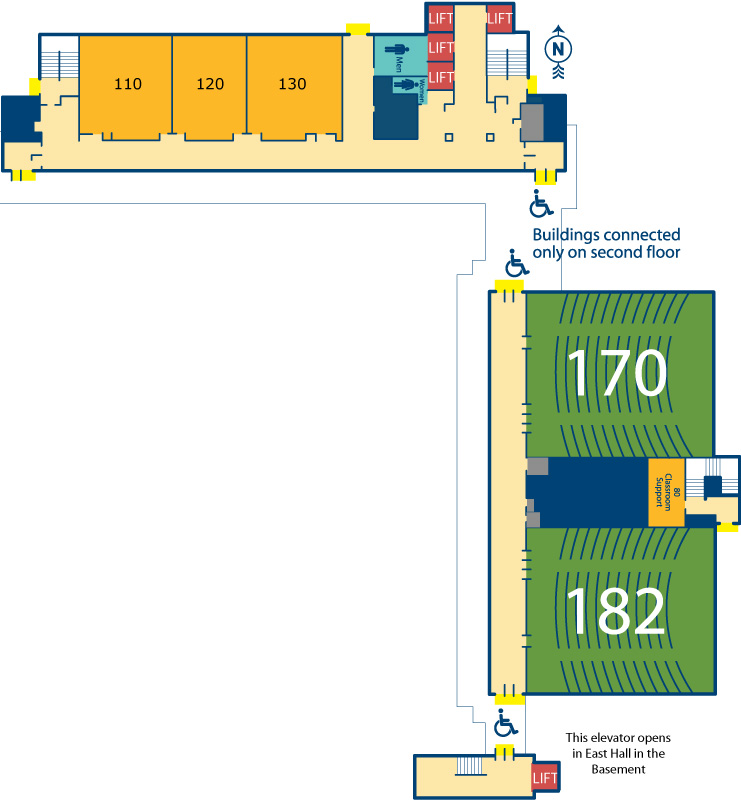 LIFT
LIFT
LIFT
LIFT
N
Men
Women
110
120
130
Buildings connected
only on second floor
170
80
Classroom
Support
182
This elevator opens
in East Hall in the
Basement
LIFT